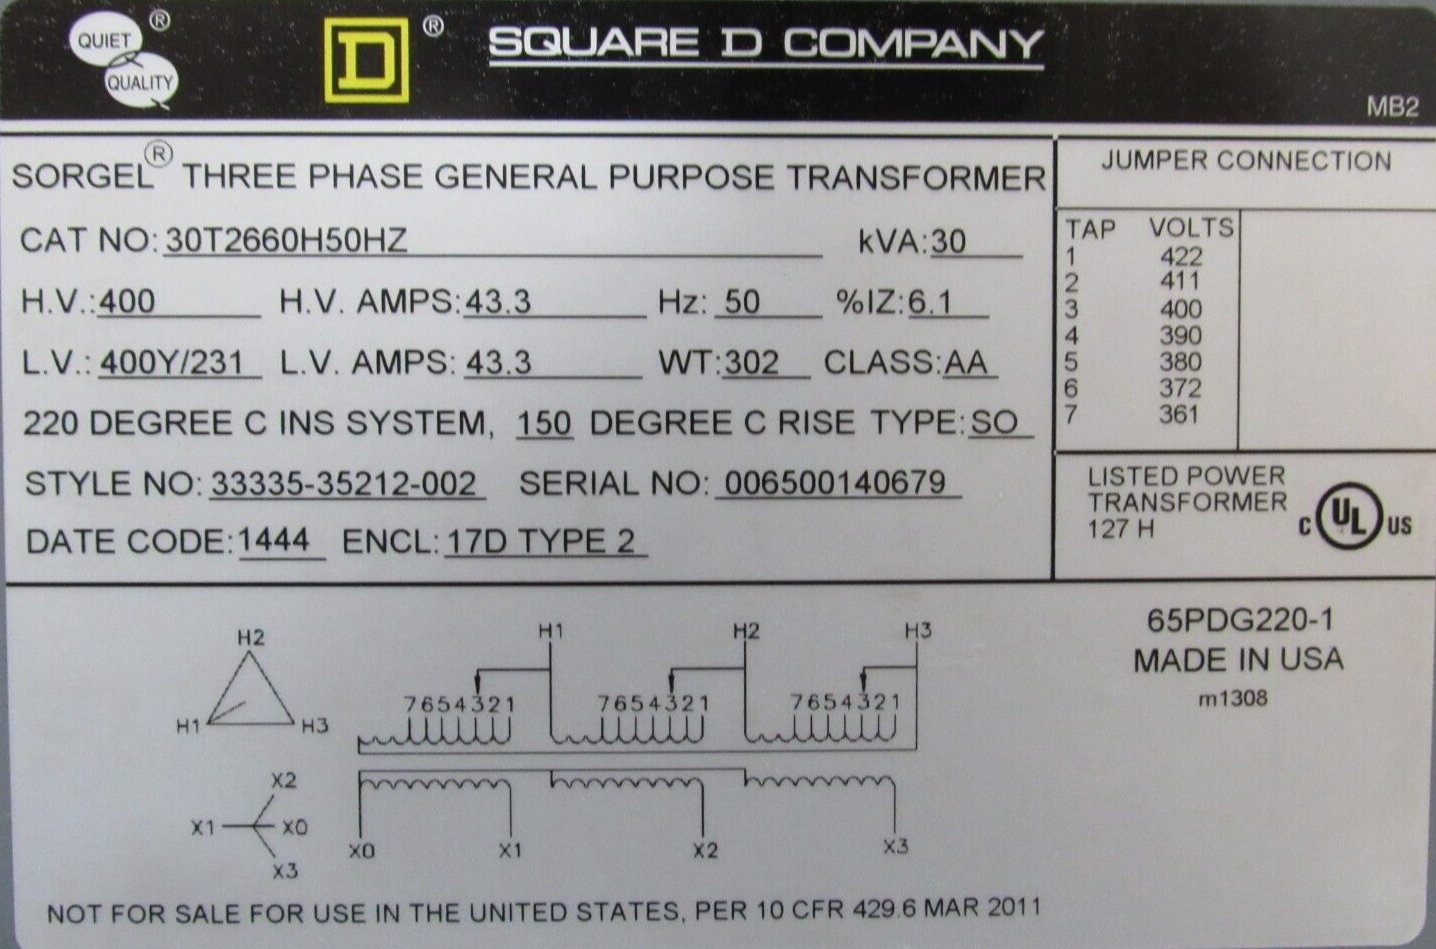 QUIET & QUALITY ®
D ®
SQUARE D COMPANY
MB2
SORGEL® THREE PHASE GENERAL PURPOSE TRANSFORMER
CAT NO: 30T2660H50HZ kVA: 30
H.V.: 400 H.V. AMPS: 43.3 Hz: 50 %IZ: 6.1
L.V.: 400Y/231 L.V. AMPS: 43.3 WT: 302 CLASS: AA
220 DEGREE C INS SYSTEM, 150 DEGREE C RISE TYPE: SO
STYLE NO: 33335-35212-002 SERIAL NO: 006500140679
DATE CODE: 1444 ENCL: 17D TYPE 2
JUMPER CONNECTION
TAP VOLTS
1 422
2 411
3 400
4 390
5 380
6 372
7 361
LISTED POWER
TRANSFORMER
127 H
C UL US
H2
H1 H3
X2
X1 X0
X3
H1 H2 H3
7654321 7654321 7654321
X0 X1 X2 X3
65PDG220-1
MADE IN USA
m1308
NOT FOR SALE FOR USE IN THE UNITED STATES, PER 10 CFR 429.6 MAR 2011